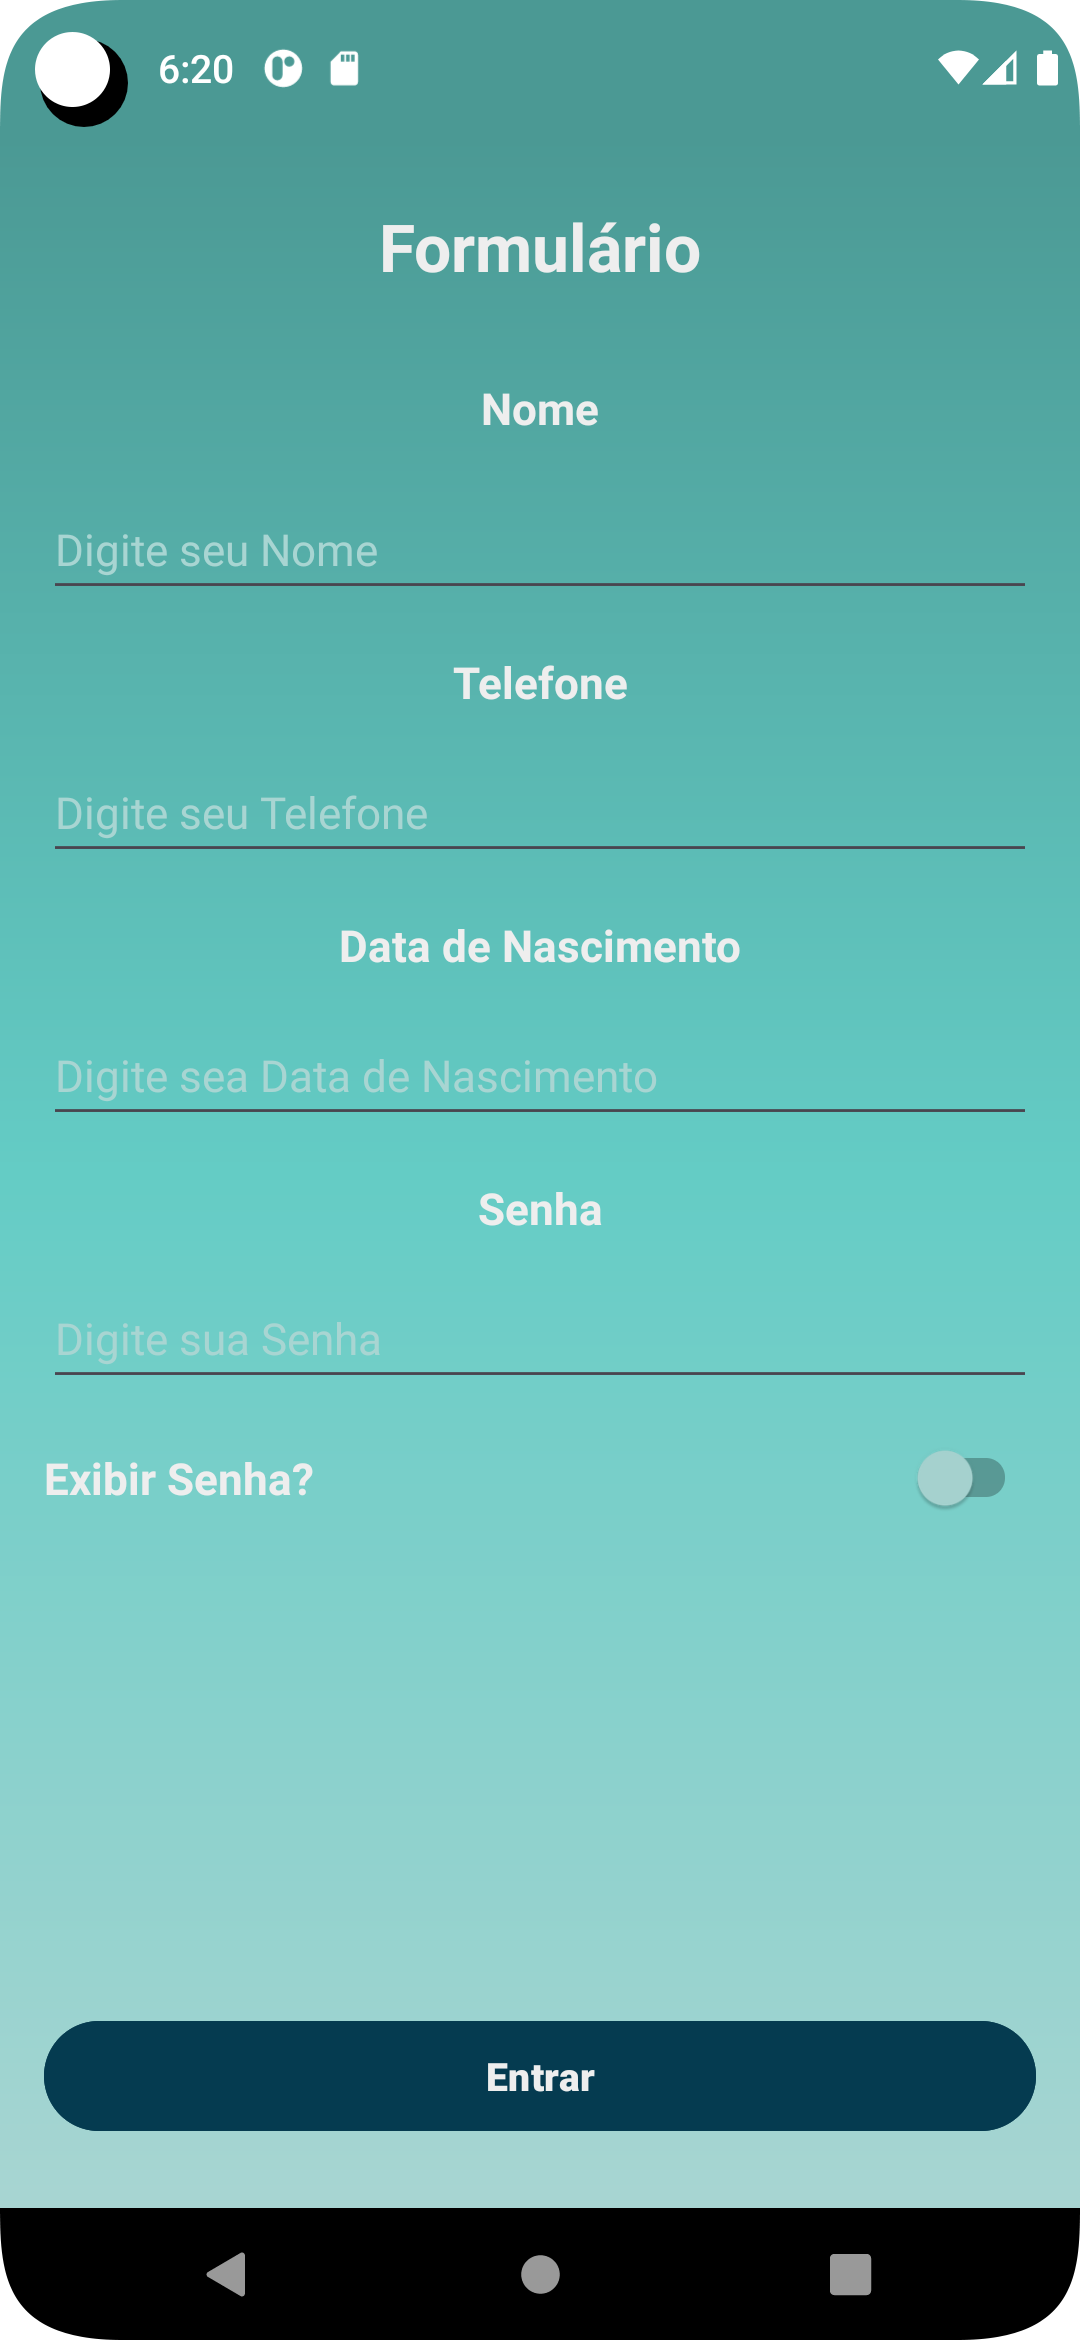 6:20
Formulário
Nome
Digite seu Nome
Telefone
Digite seu Telefone
Data de Nascimento
Digite sea Data de Nascimento
Senha
Digite sua Senha
Exibir Senha?
Entrar